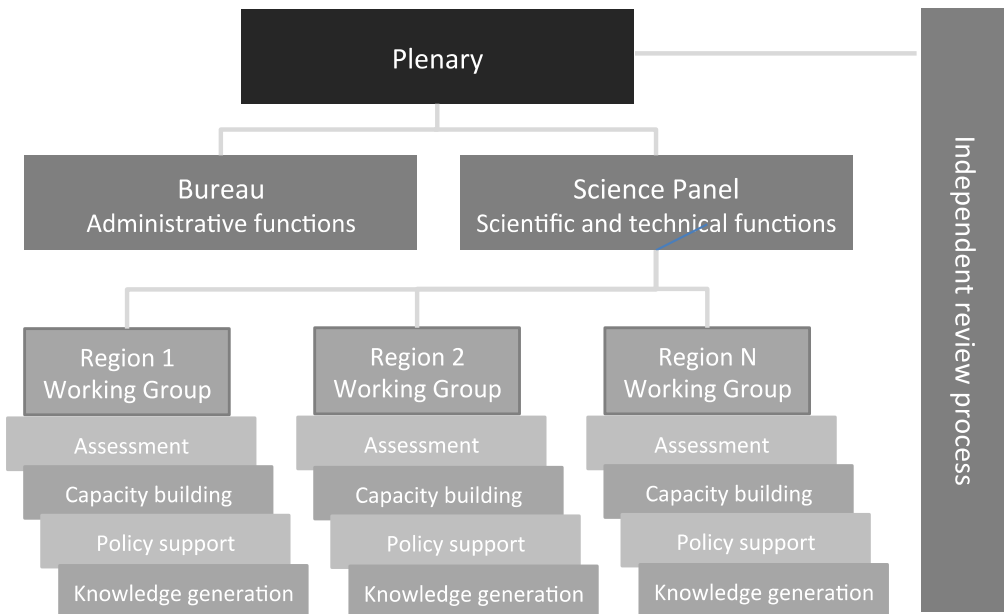 Plenary
Bureau
Administrative functions
Science Panel
Scientific and technical functions
Region 1
Working Group
Assessment
Capacity building
Policy support
Knowledge generation
Region 2
Working Group
Assessment
Capacity building
Policy support
Knowledge generation
Region N
Working Group
Assessment
Capacity building
Policy support
Knowledge generation
Independent review process